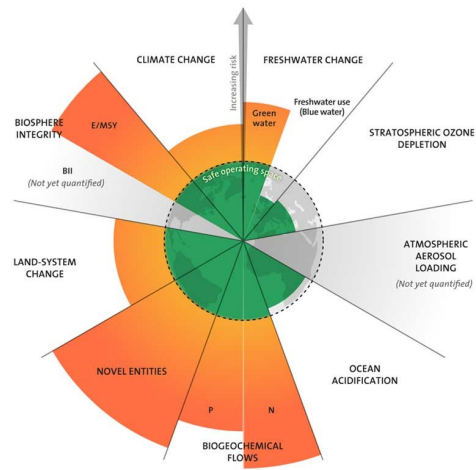 CLIMATE CHANGE
FRESHWATER CHANGE
Increasing risk
Freshwater use
(Blue water)
Green
water
BIOSPHERE
INTEGRITY
E/MSY
STRATOSPHERIC OZONE
DEPLETION
BII
(Not yet quantified)
Safe operating space
ATMOSPHERIC
AEROSOL
LOADING
(Not yet quantified)
LAND-SYSTEM
CHANGE
NOVEL ENTITIES
OCEAN
ACIDIFICATION
P
N
BIOGEOCHEMICAL
FLOWS